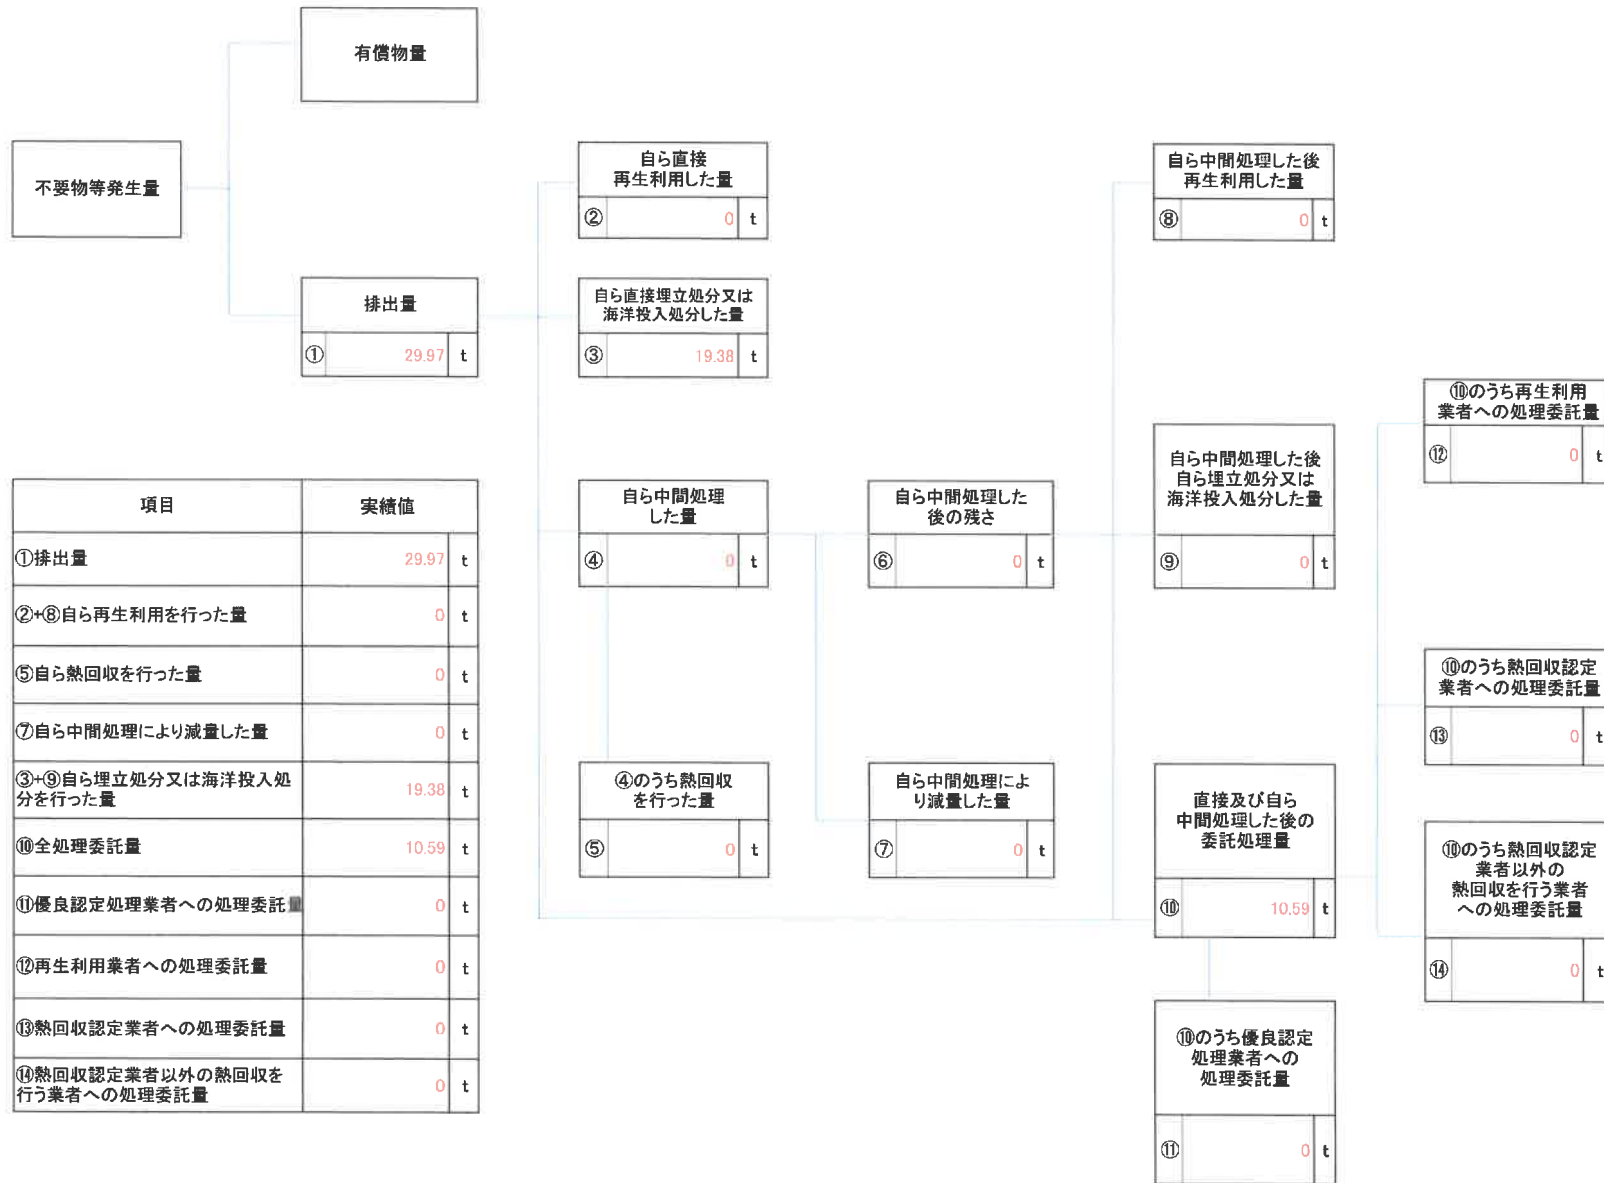 有償物量
不要物等発生量
自ら直接
再生利用した量
② 0 t
自ら中間処理した後
再生利用した量
⑧ 0 t
排出量
① 29.97 t
自ら直接埋立処分又は
海洋投入処分した量
③ 19.38 t
⑩のうち再生利用
業者への処理委託量
⑫ 0 t
自ら中間処理
した量
④ 0 t
自ら中間処理した
後の残さ
⑥ 0 t
自ら中間処理した後
自ら埋立処分又は
海洋投入処分した量
⑨ 0 t
⑩のうち熱回収認定
業者への処理委託量
⑬ 0 t
④のうち熱回収
を行った量
⑤ 0 t
自ら中間処理によ
り減量した量
⑦ 0 t
直接及び自ら
中間処理した後の
委託処理量
⑩ 10.59 t
⑩のうち熱回収認定
業者以外の
熱回収を行う業者
への処理委託量
⑭ 0 t
⑩のうち優良認定
処理業者への
処理委託量
⑪ 0 t
項目 実績値
①排出量 29.97 t
②+⑧自ら再生利用を行った量 0 t
⑤自ら熱回収を行った量 0 t
⑦自ら中間処理により減量した量 0 t
③+⑨自ら埋立処分又は海洋投入処
分を行った量 19.38 t
⑩全処理委託量 10.59 t
⑪優良認定処理業者への処理委託量 0 t
⑫再生利用業者への処理委託量 0 t
⑬熱回収認定業者への処理委託量 0 t
⑭熱回収認定業者以外の熱回収を
行う業者への処理委託量 0 t